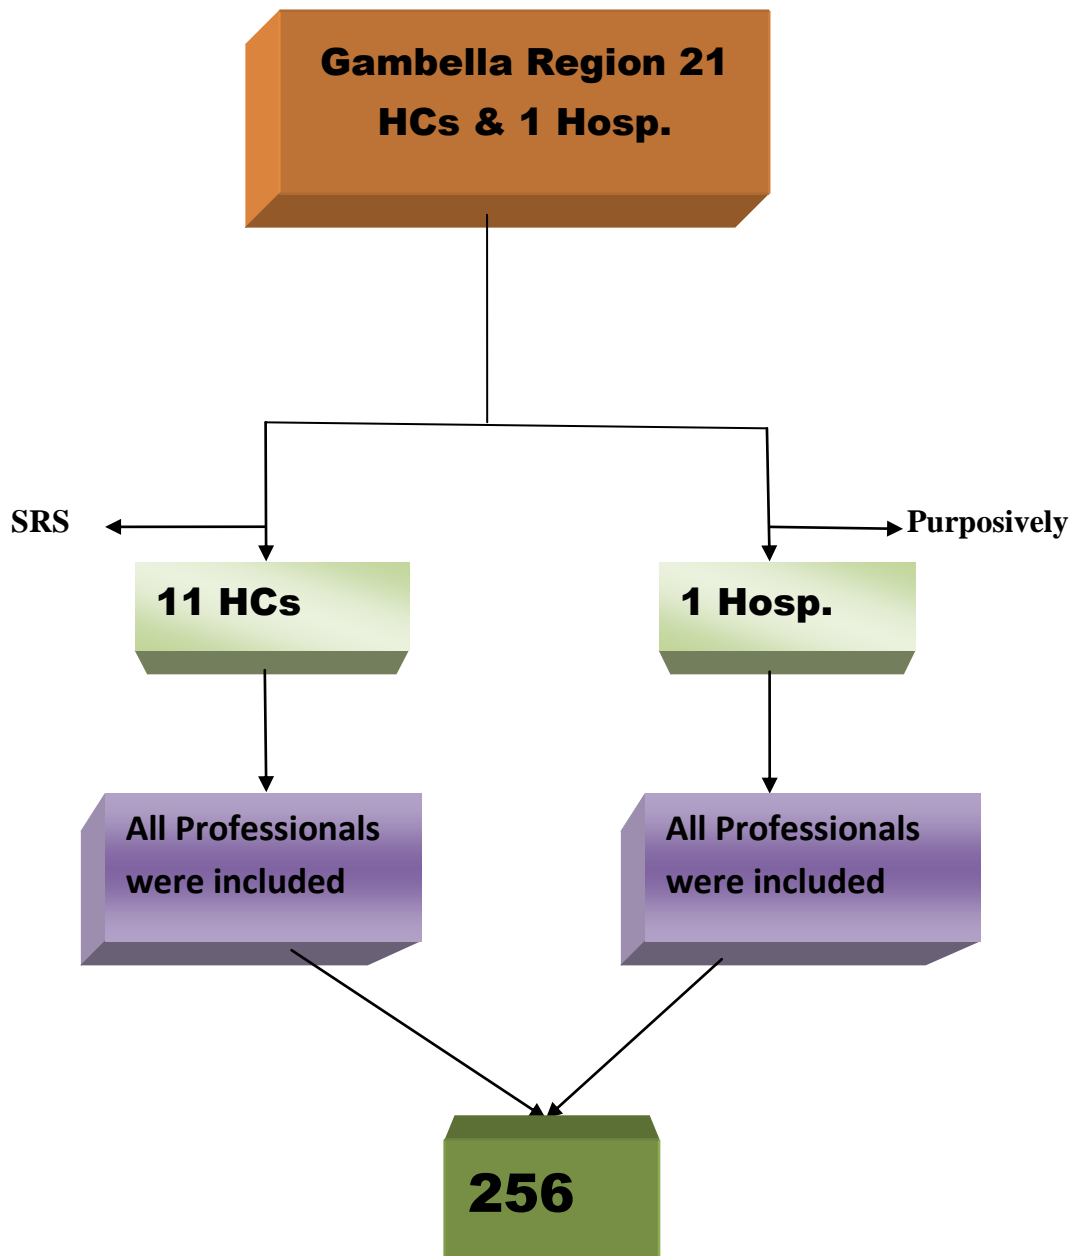 Gambella Region 21
HCs & 1 Hosp.
SRS
Purposively
11 HCs
1 Hosp.
All Professionals
were included
All Professionals
were included
256